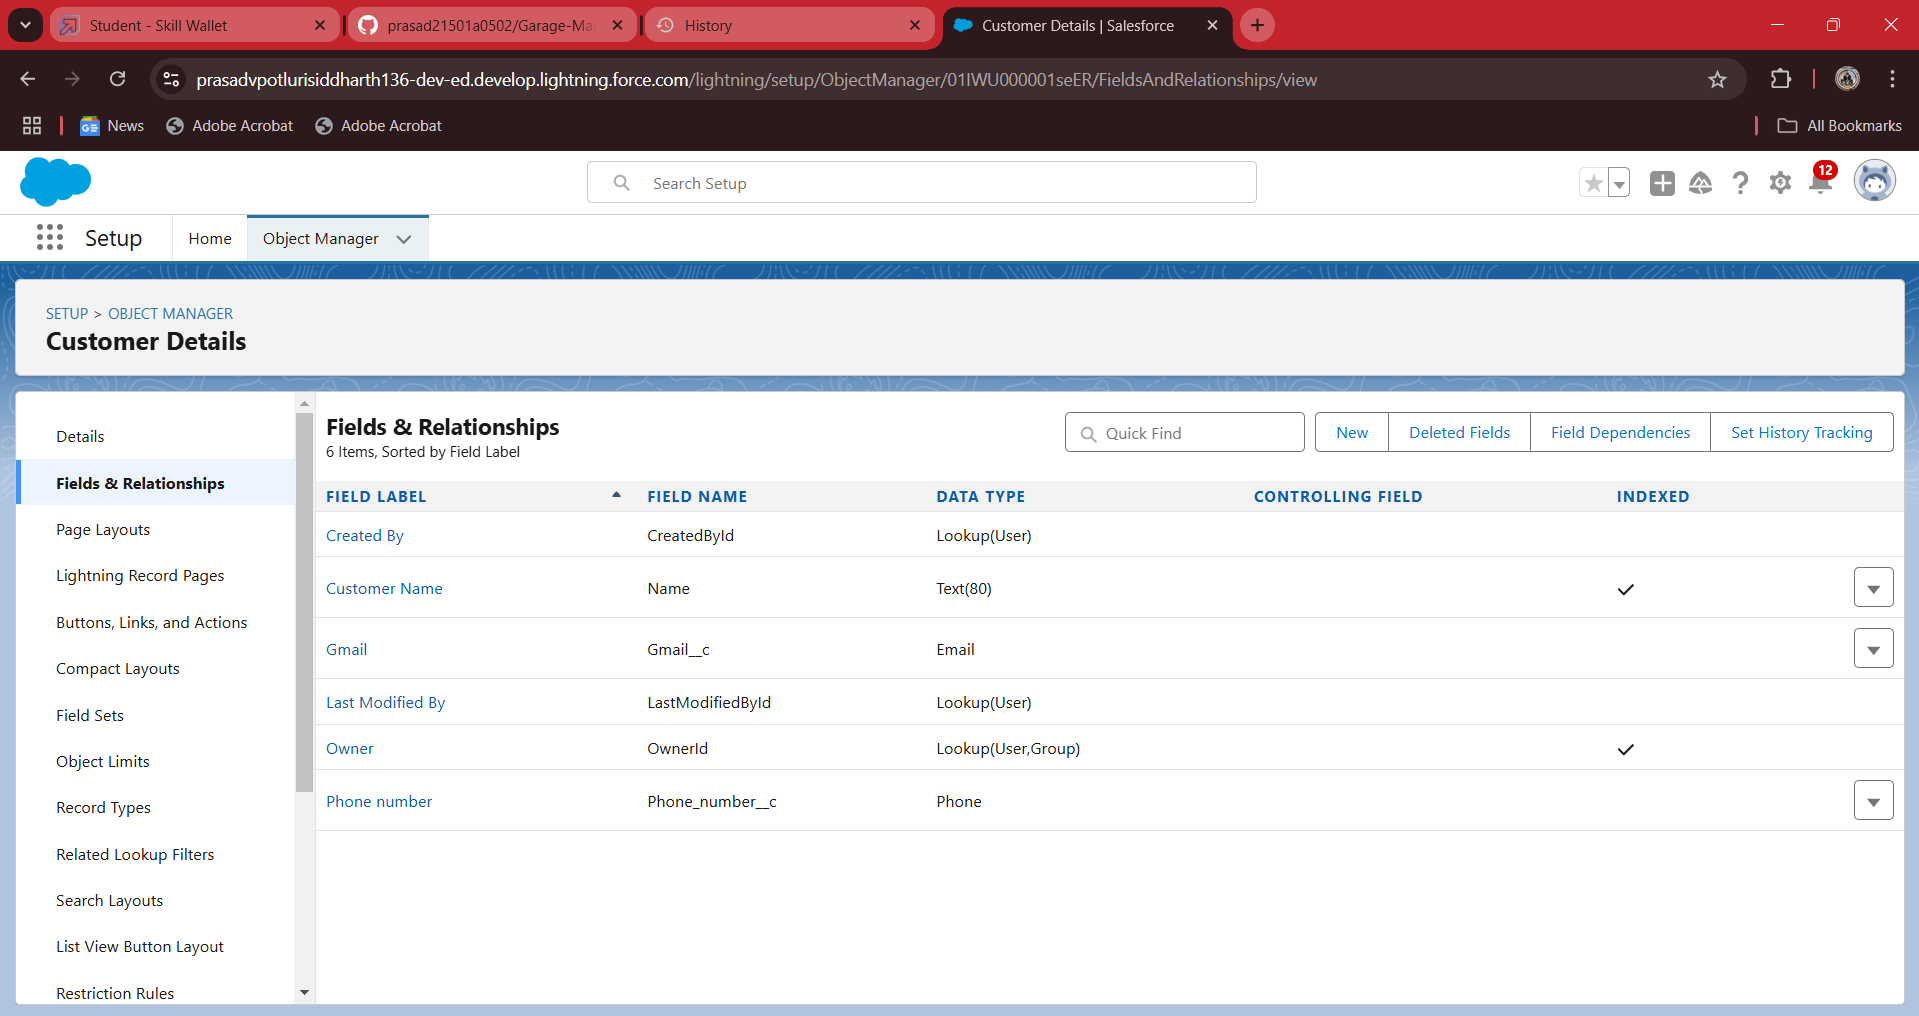 Student - Skill Wallet
prasad21501a0502/Garage-Ma
History
Customer Details | Salesforce
prasadvpotlurisiddharth136-dev-ed.develop.lightning.force.com/lightning/setup/ObjectManager/01IWU000001seER/FieldsAndRelationships/view
News
Adobe Acrobat
Adobe Acrobat
All Bookmarks
Search Setup
12
Setup
Home
Object Manager
SETUP > OBJECT MANAGER
Customer Details
Details
Fields & Relationships
Page Layouts
Lightning Record Pages
Buttons, Links, and Actions
Compact Layouts
Field Sets
Object Limits
Record Types
Related Lookup Filters
Search Layouts
List View Button Layout
Restriction Rules
Fields & Relationships
6 Items, Sorted by Field Label
Quick Find
New
Deleted Fields
Field Dependencies
Set History Tracking
FIELD LABEL FIELD NAME DATA TYPE CONTROLLING FIELD INDEXED
Created By CreatedById Lookup(User)
Customer Name Name Text(80)
Gmail Gmail__c Email
Last Modified By LastModifiedById Lookup(User)
Owner OwnerId Lookup(User,Group)
Phone number Phone_number__c Phone